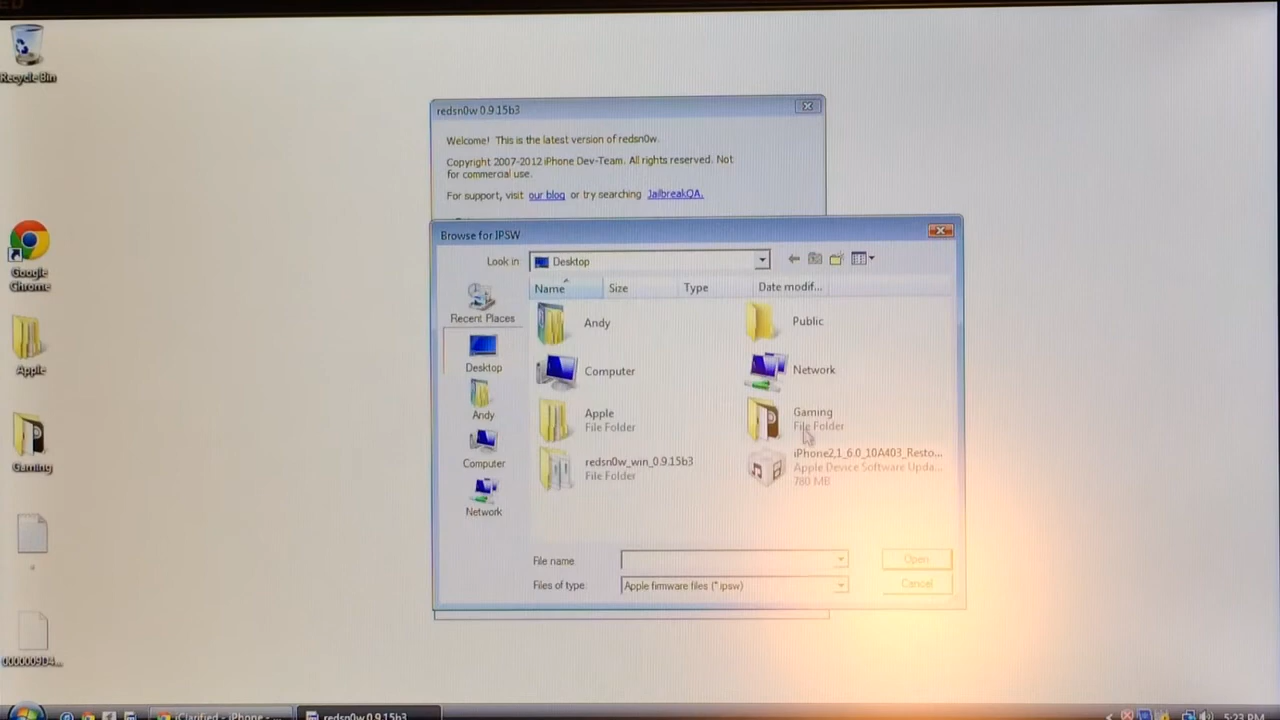 Recycle Bin
Google
Chrome
Apple
Gaming
redsn0w 0.9.15b3
Welcome! This is the latest version of redsn0w.
Copyright 2007-2012 iPhone Dev-Team. All rights reserved. Not
for commercial use.
For support, visit our blog or try searching JailbreakQA.
Browse for IPSW
Look in: Desktop
Name Size Type Date modif...
Recent Places
Desktop
Andy
Computer
Network
Andy
Public
Computer
Network
Apple
File Folder
Gaming
File Folder
redsn0w_win_0.9.15b3
File Folder
iPhone2,1_6.0_10A403_Resto...
Apple Device Software Upda...
780 MB
File name:
Open
Files of type: Apple firmware files (*.ipsw)
Cancel
iClarified - iPhone - ...
redsn0w 0.9.15b3
5:23 PM